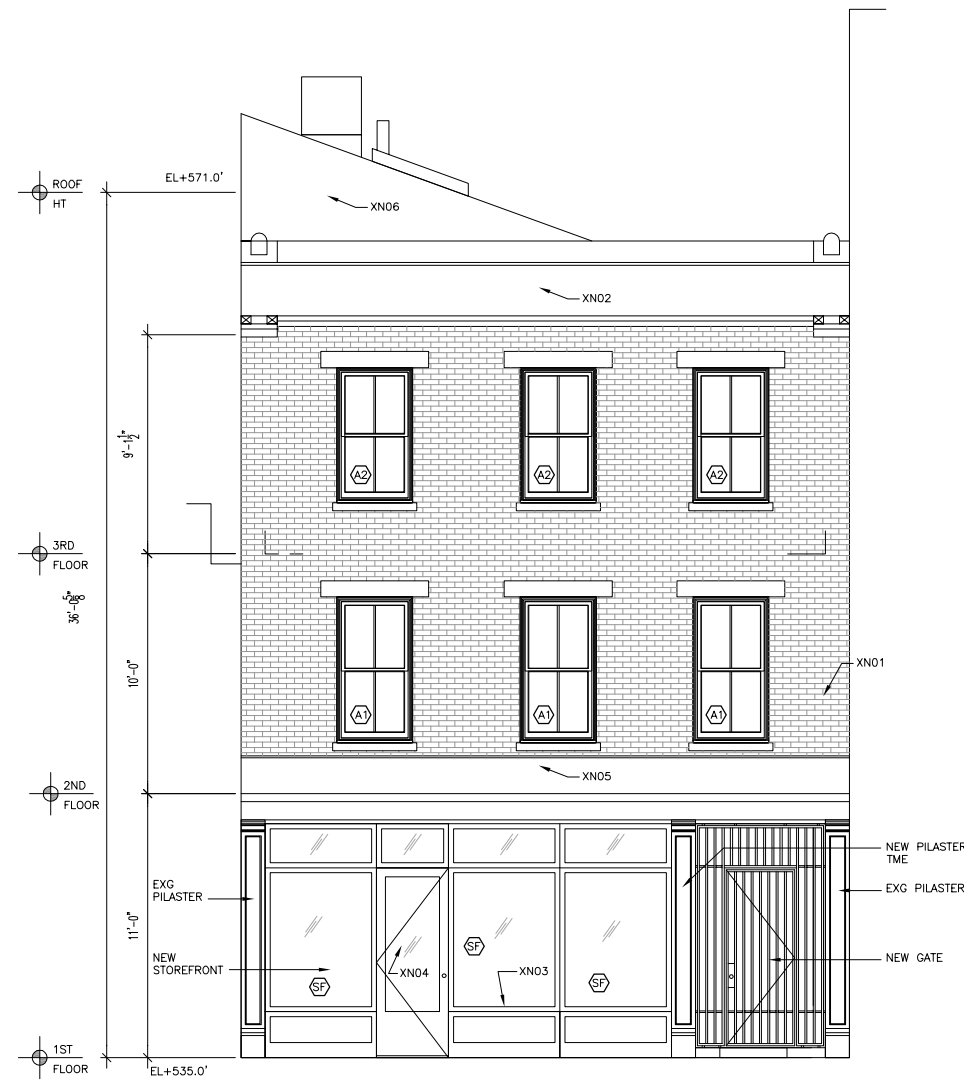 EL+571.0'
ROOF
HT
XN06
XN02
9'-1½"
A2
A2
A2
3RD
FLOOR
36'-0⅝"
10'-0"
XN01
A1
A1
A1
XN05
2ND
FLOOR
NEW PILASTER
TME
EXG
PILASTER
EXG PILASTER
11'-0"
SF
NEW
STOREFRONT
XN04
XN03
NEW GATE
SF
SF
1ST
FLOOR
EL+535.0'